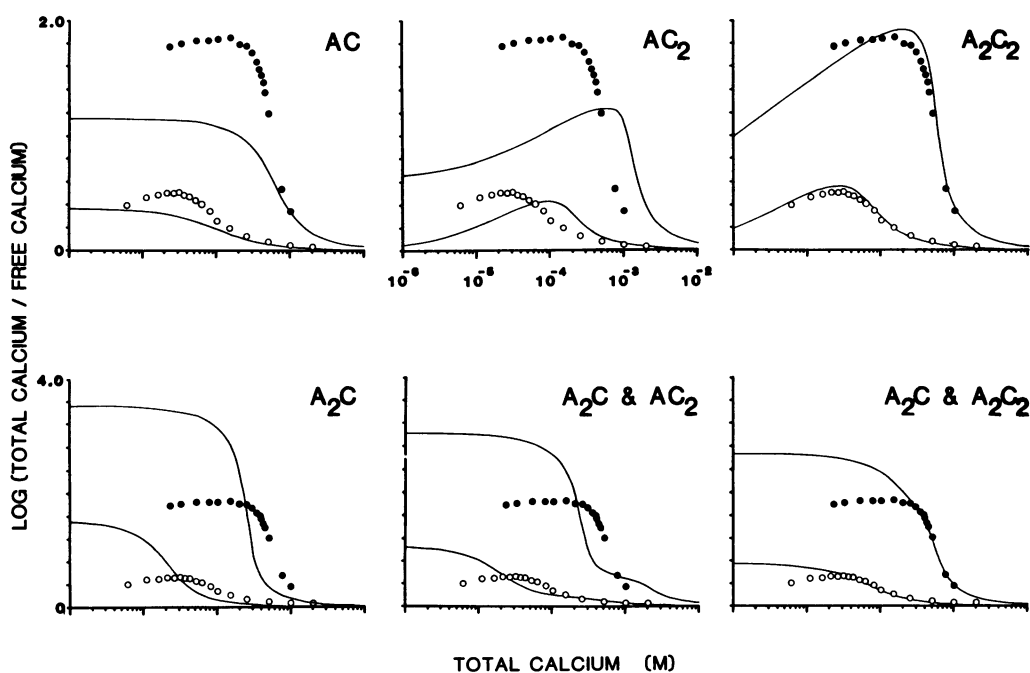 2.0
AC
AC2
A2C2
0
10-6 10-5 10-4 10-3 10-2
LOG (TOTAL CALCIUM / FREE CALCIUM)
4.0
A2C
A2C & AC2
A2C & A2C2
0
TOTAL CALCIUM (M)